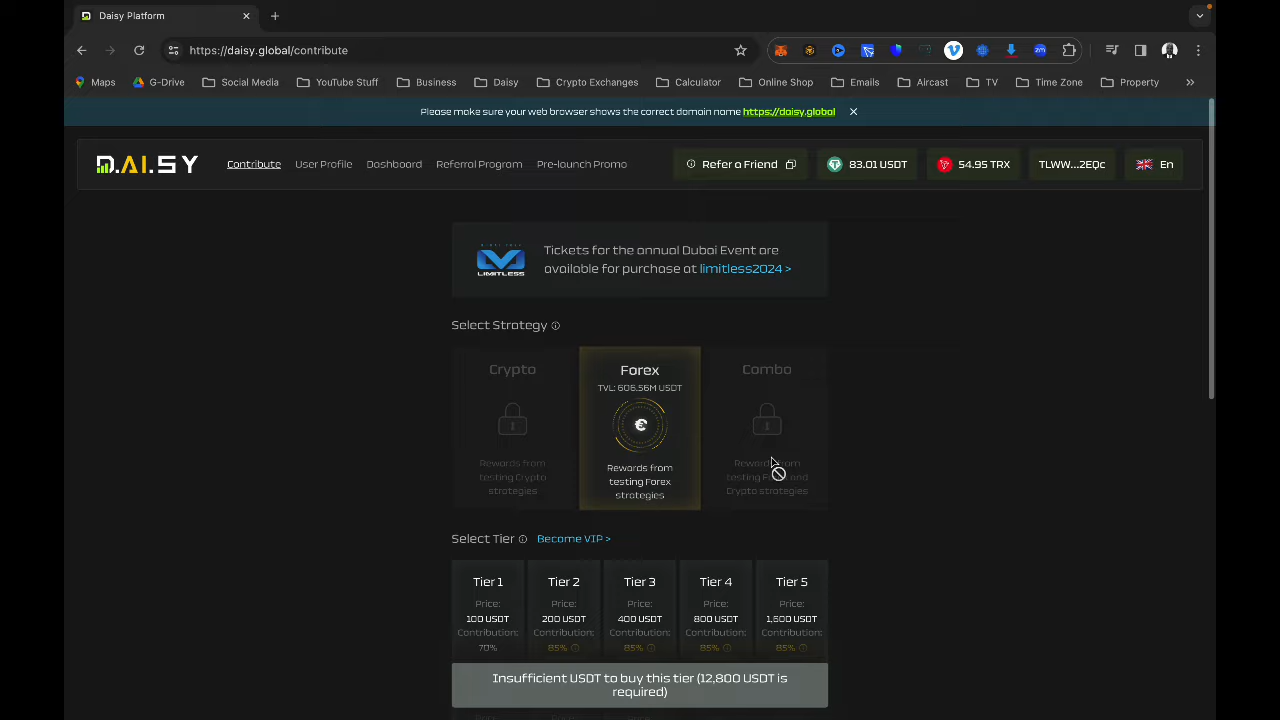 Daisy Platform
https://daisy.global/contribute
Maps G-Drive Social Media YouTube Stuff Business Daisy Crypto Exchanges Calculator Online Shop Emails Aircast TV Time Zone Property
Please make sure your web browser shows the correct domain name https://daisy.global
D.AI.SY Contribute User Profile Dashboard Referral Program Pre-launch Promo Refer a Friend 83.01 USDT 54.95 TRX TLWW...2EQc En
Tickets for the annual Dubai Event are
LIMITLESS available for purchase at limitless2024 >
Select Strategy
Crypto Forex Combo
TVL: 606.56M USDT
Rewards from
testing Crypto
strategies
Rewards from
testing Forex
strategies
Rewards from
testing Forex and
Crypto strategies
Select Tier Become VIP >
Tier 1 Tier 2 Tier 3 Tier 4 Tier 5
Price: Price: Price: Price: Price:
100 USDT 200 USDT 400 USDT 800 USDT 1,600 USDT
Contribution: Contribution: Contribution: Contribution: Contribution:
70% 85% 85% 85% 85%
Insufficient USDT to buy this tier (12,800 USDT is
required)